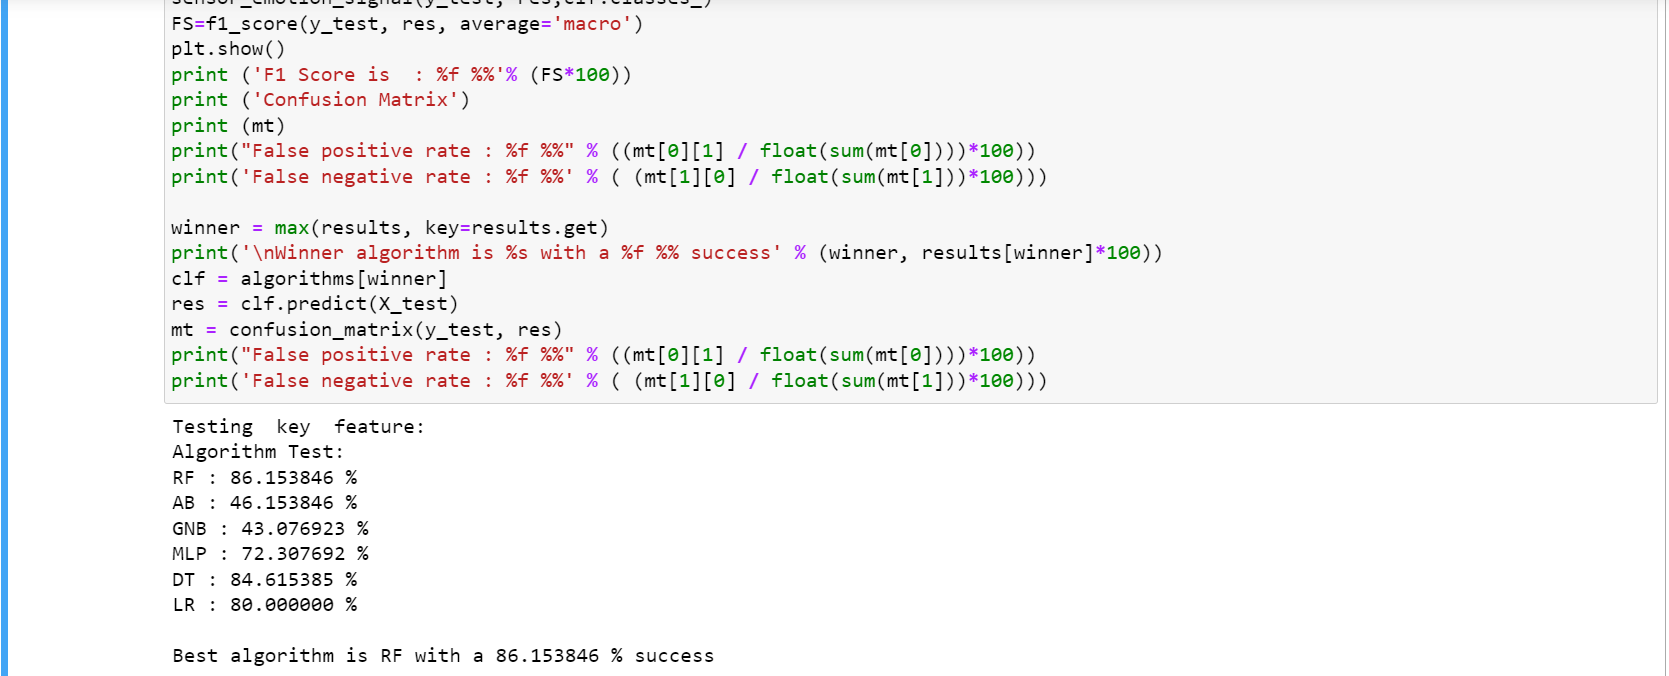 sensor_emotion_signal(y_test, res,clf.classes_)
FS=f1_score(y_test, res, average='macro')
plt.show()
print ('F1 Score is  : %f %%'% (FS*100))
print ('Confusion Matrix')
print (mt)
print("False positive rate : %f %%" % ((mt[0][1] / float(sum(mt[0])))*100))
print('False negative rate : %f %%' % ( (mt[1][0] / float(sum(mt[1]))*100)))
winner = max(results, key=results.get)
print('\nWinner algorithm is %s with a %f %% success' % (winner, results[winner]*100))
clf = algorithms[winner]
res = clf.predict(X_test)
mt = confusion_matrix(y_test, res)
print("False positive rate : %f %%" % ((mt[0][1] / float(sum(mt[0])))*100))
print('False negative rate : %f %%' % ( (mt[1][0] / float(sum(mt[1]))*100)))
Testing  key  feature:
Algorithm Test:
RF : 86.153846 %
AB : 46.153846 %
GNB : 43.076923 %
MLP : 72.307692 %
DT : 84.615385 %
LR : 80.000000 %
Best algorithm is RF with a 86.153846 % success